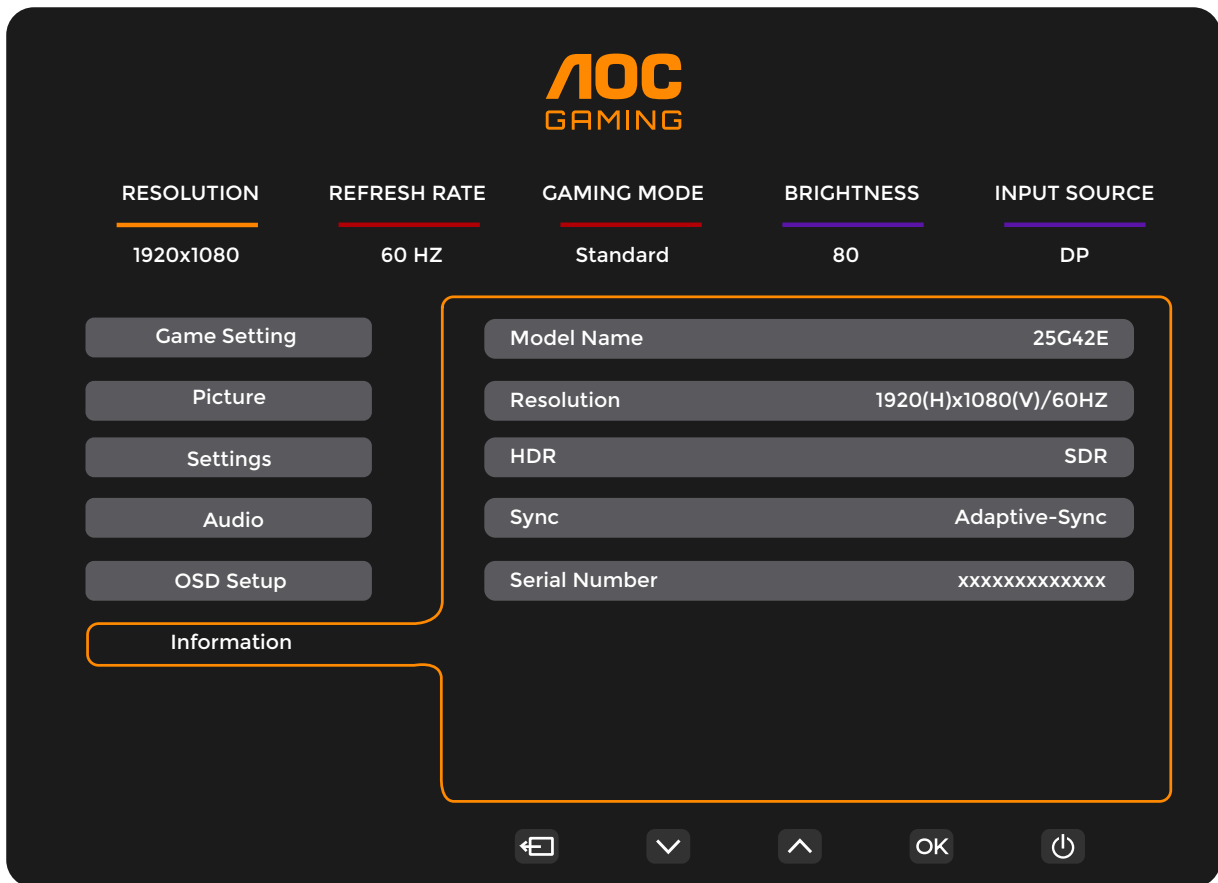 AOC
GAMING
RESOLUTION REFRESH RATE GAMING MODE BRIGHTNESS INPUT SOURCE
1920x1080 60 HZ Standard 80 DP
Game Setting
Picture
Settings
Audio
OSD Setup
Information
Model Name 25G42E
Resolution 1920(H)x1080(V)/60HZ
HDR SDR
Sync Adaptive-Sync
Serial Number xxxxxxxxxxxxx
OK